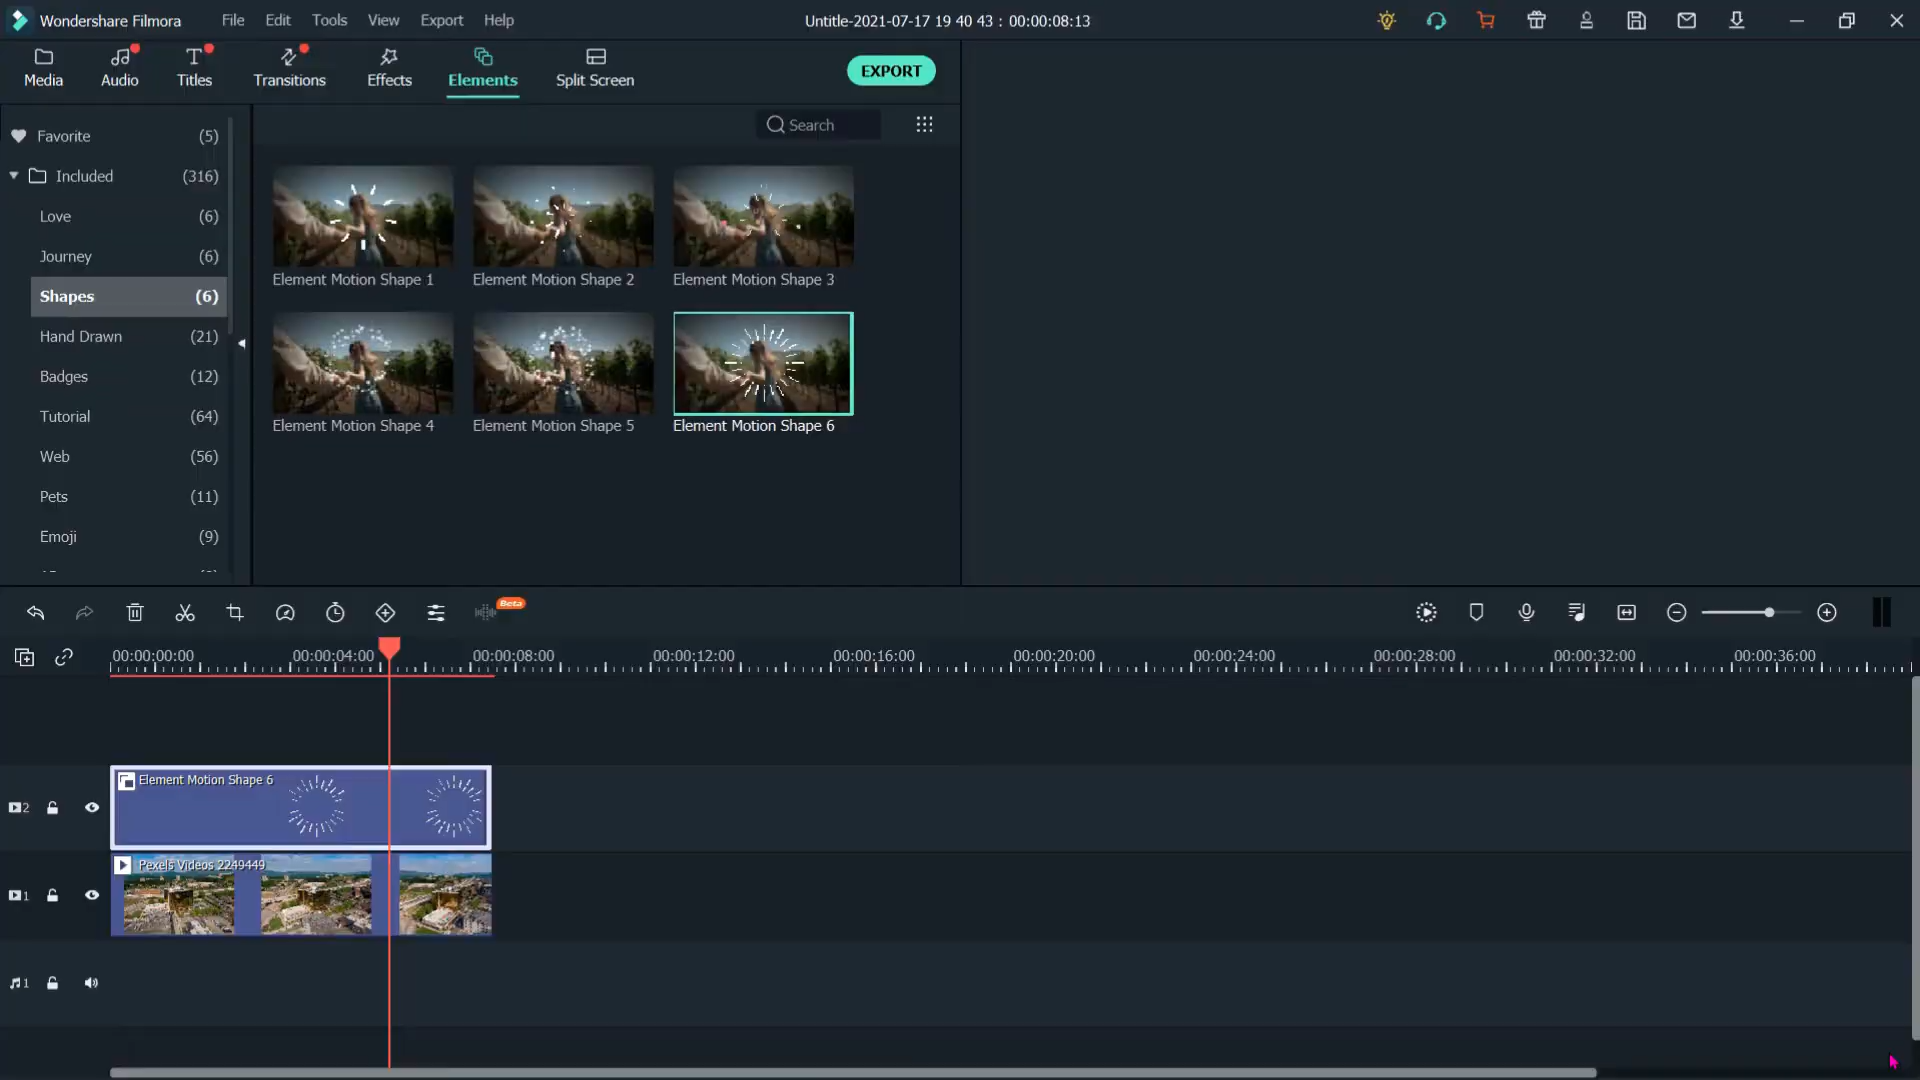 Wondershare Filmora File Edit Tools View Export Help Untitle-2021-07-17 19 40 43 : 00:00:08:13
Media Audio Titles Transitions Effects Elements Split Screen EXPORT
Favorite (5)
Search
Included (316)
Love (6)
Journey (6)
Shapes (6)
Hand Drawn (21)
Badges (12)
Tutorial (64)
Web (56)
Pets (11)
Emoji (9)
Element Motion Shape 1 Element Motion Shape 2 Element Motion Shape 3
Element Motion Shape 4 Element Motion Shape 5 Element Motion Shape 6
Beta
00:00:00:00 00:00:04:00 00:00:08:00 00:00:12:00 00:00:16:00 00:00:20:00 00:00:24:00 00:00:28:00 00:00:32:00 00:00:36:00
Element Motion Shape 6
2
Pexels Videos 2249449
1
1